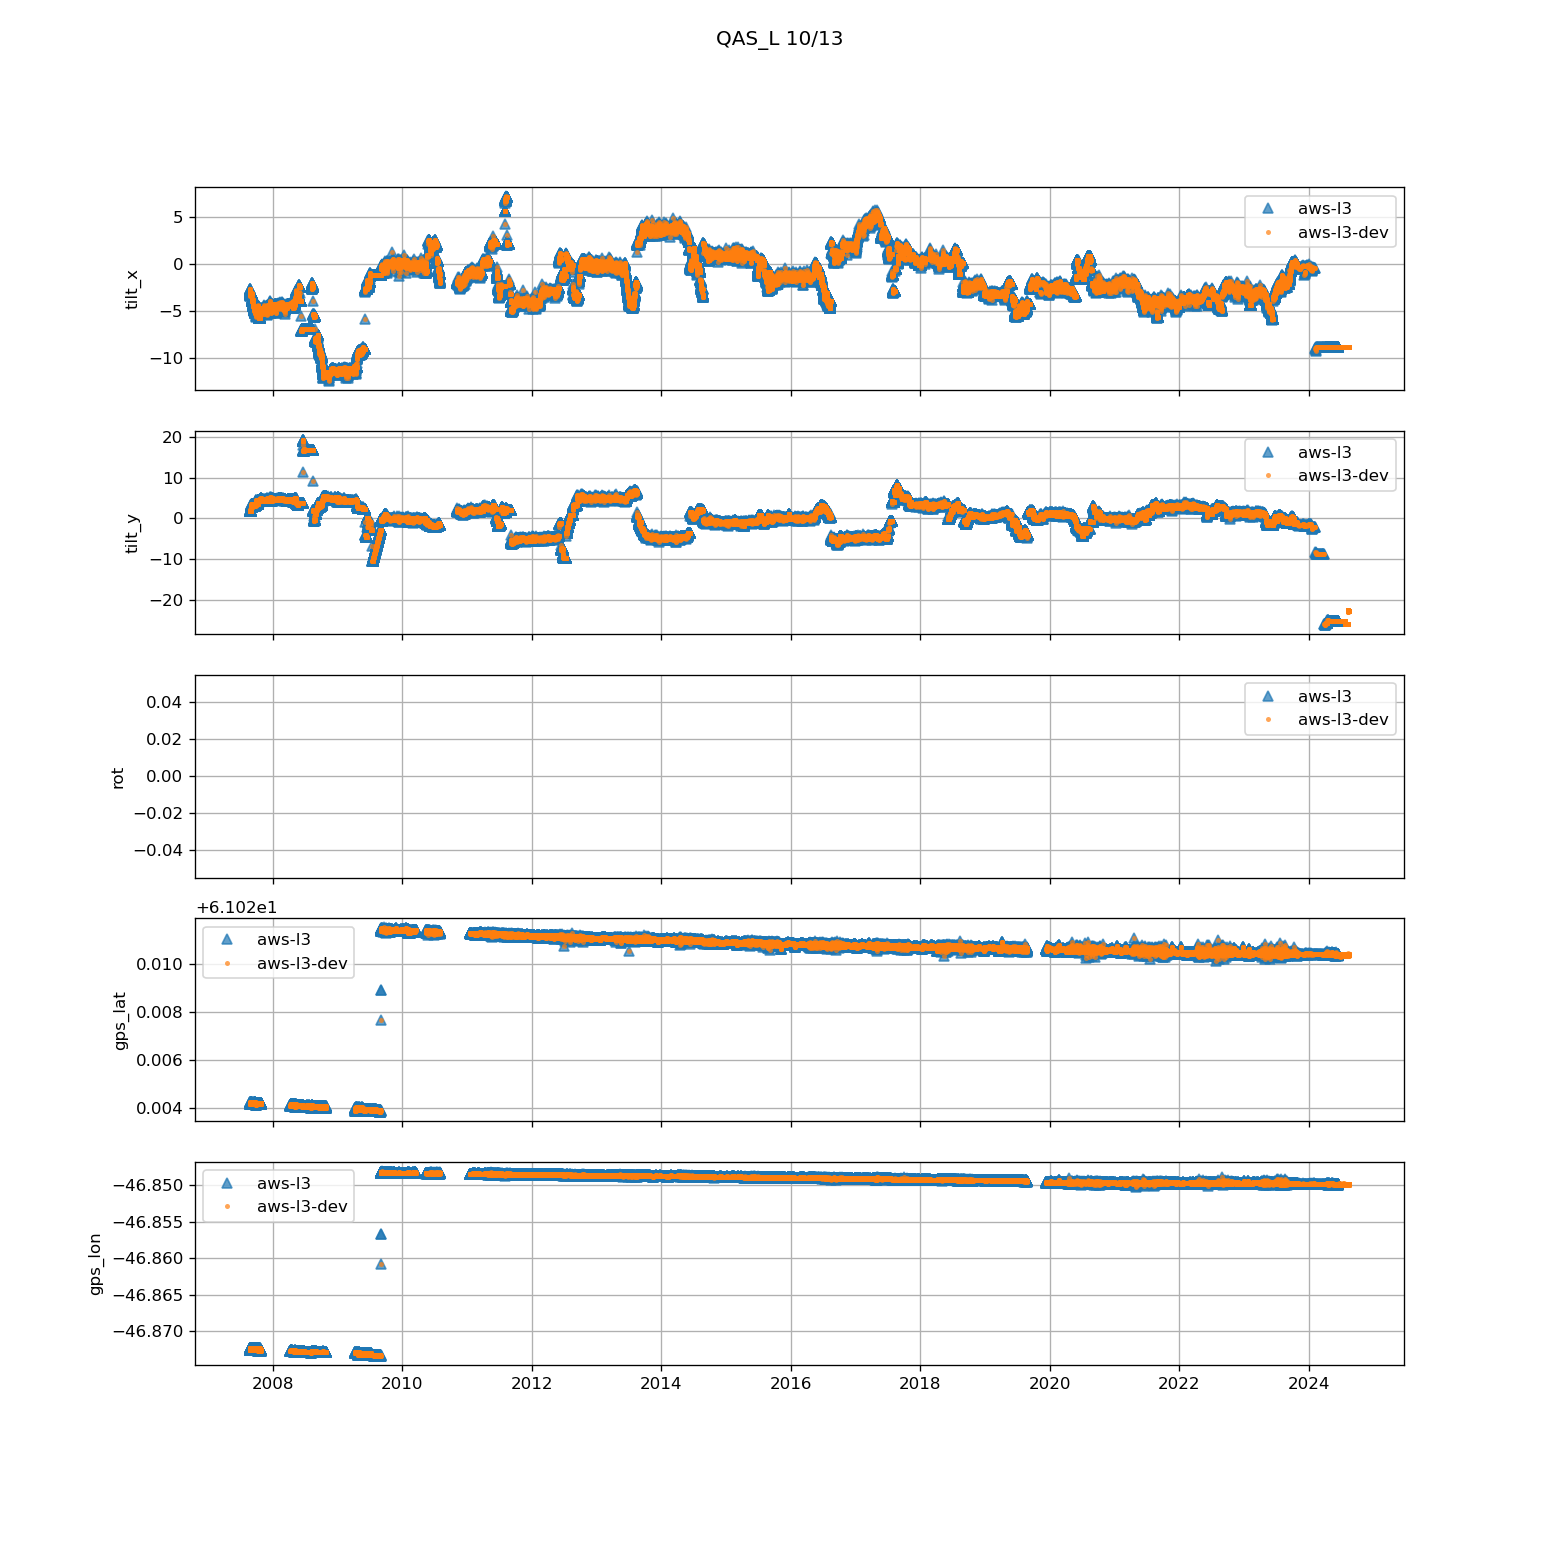 QAS_L 10/13
5
0
−5
−10
tilt_x
aws-l3
aws-l3-dev
20
10
0
−10
−20
tilt_y
aws-l3
aws-l3-dev
0.04
0.02
0.00
−0.02
−0.04
rot
aws-l3
aws-l3-dev
+6.102e1
0.010
0.008
0.006
0.004
gps_lat
aws-l3
aws-l3-dev
−46.850
−46.855
−46.860
−46.865
−46.870
gps_lon
aws-l3
aws-l3-dev
2008 2010 2012 2014 2016 2018 2020 2022 2024